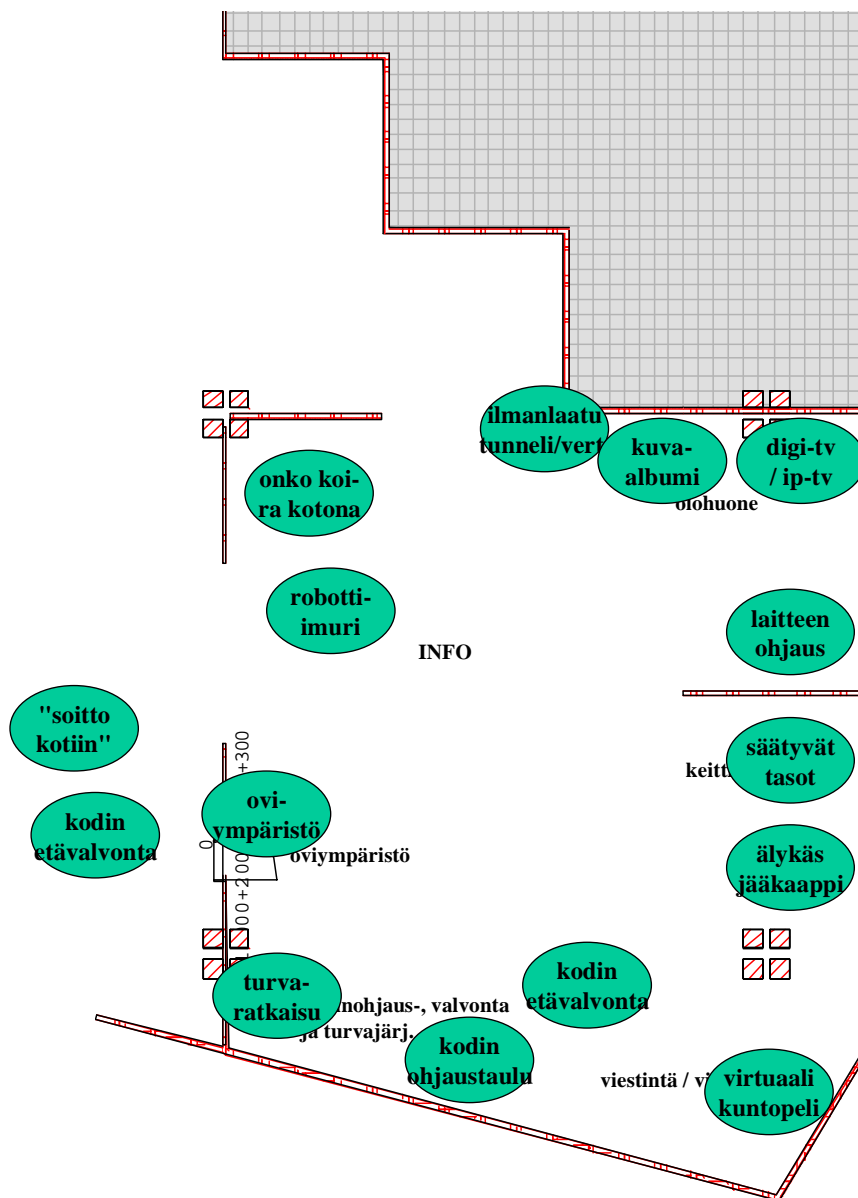 ilmanlaatu
tunneli/vert
kuva-
albumi
digi-tv
/ ip-tv
olohuone
onko koi-
ra kotona
robotti-
imuri
INFO
laitteen
ohjaus
"soitto
kotiin"
säätyvät
tasot
keitt
+300
ovi-
ympäristö
oviympäristö
kodin
etävalvonta
0
+200
älykäs
jääkaappi
turva-
ratkaisu
nohjaus-, valvonta
ja turvajärj.
kodin
etävalvonta
kodin
ohjaustaulu
viestintä /
virtuaali
kuntopeli